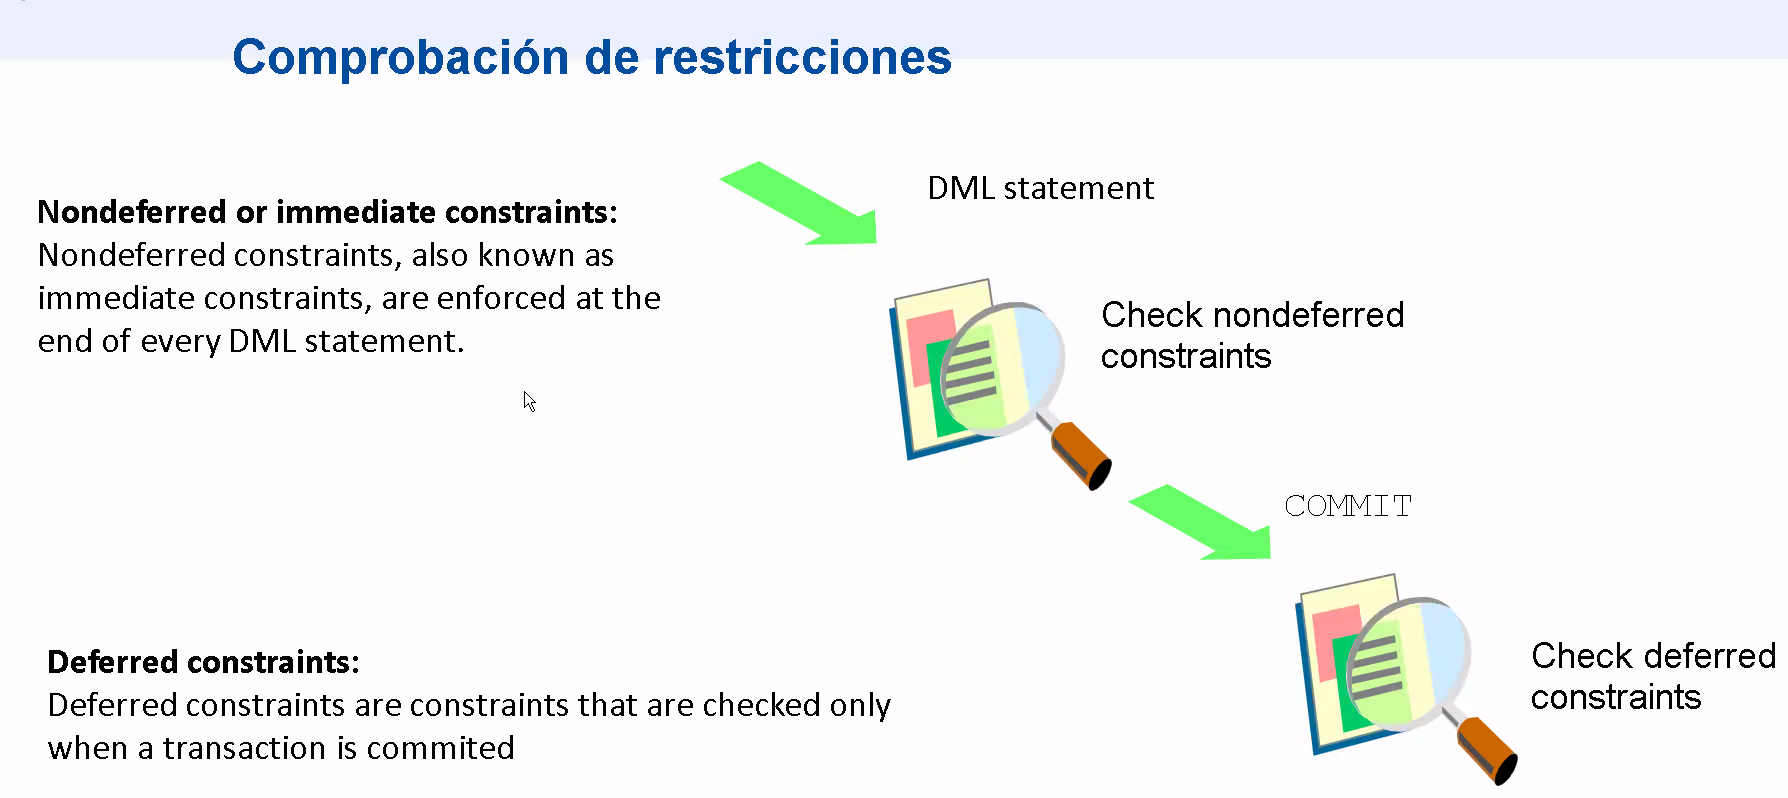 Comprobación de restricciones
Nondeferred or immediate constraints:
Nondeferred constraints, also known as
immediate constraints, are enforced at the
end of every DML statement.
DML statement
Check nondeferred
constraints
COMMIT
Deferred constraints:
Deferred constraints are constraints that are checked only
when a transaction is commited
Check deferred
constraints